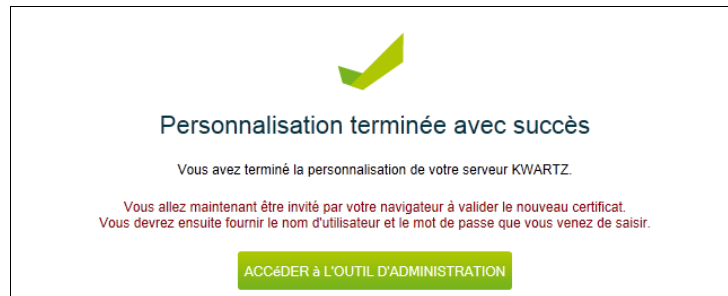 Personnalisation terminée avec succès
Vous avez terminé la personnalisation de votre serveur KWARTZ.
Vous allez maintenant être invité par votre navigateur à valider le nouveau certificat.
Vous devrez ensuite fournir le nom d'utilisateur et le mot de passe que vous venez de saisir.
ACCéDER à L'OUTIL D'ADMINISTRATION